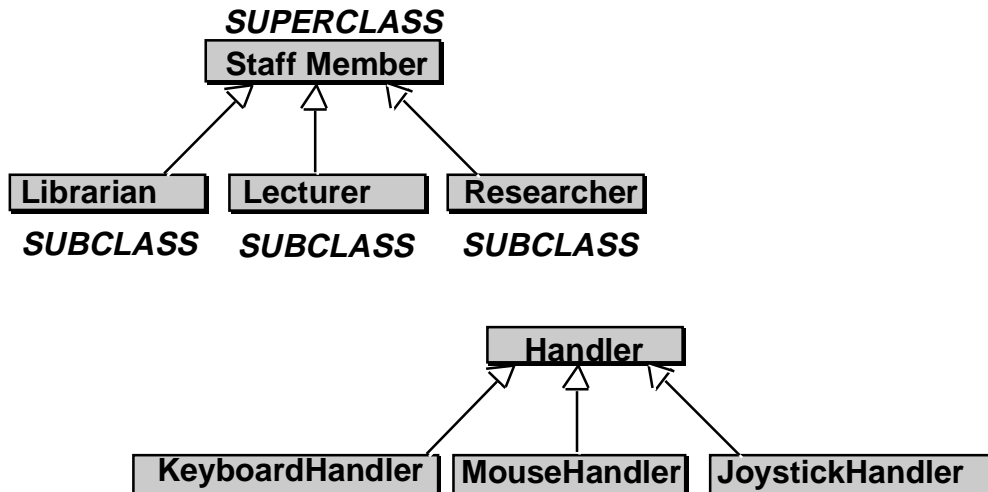 SUPERCLASS
Staff Member
Librarian Lecturer Researcher
SUBCLASS SUBCLASS SUBCLASS
Handler
KeyboardHandler MouseHandler JoystickHandler